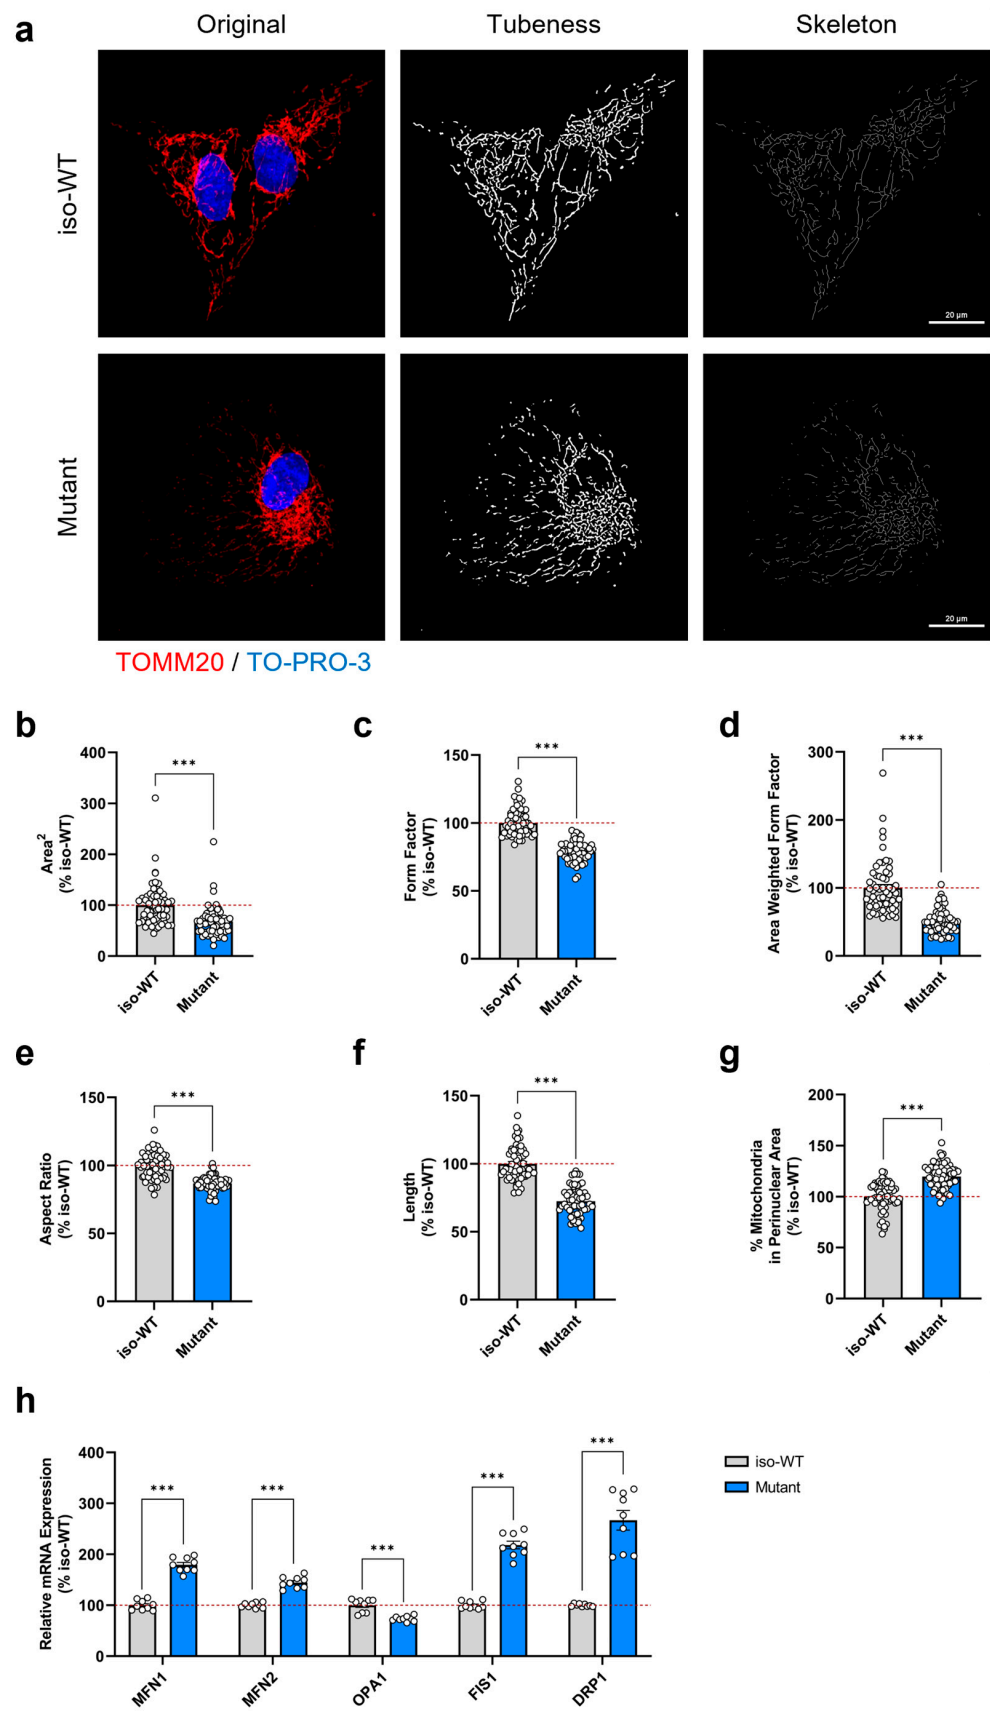 a
Original
Tubeness
Skeleton
iso-WT
20 µm
Mutant
20 µm
TOMM20 / TO-PRO-3
b
Area²
(% iso-WT)
400
300
200
100
0
***
iso-WT
Mutant
c
Form Factor
(% iso-WT)
150
100
50
0
***
iso-WT
Mutant
d
Area Weighted Form Factor
(% iso-WT)
300
200
100
0
***
iso-WT
Mutant
e
Aspect Ratio
(% iso-WT)
150
100
50
0
***
iso-WT
Mutant
f
Length
(% iso-WT)
150
100
50
0
***
iso-WT
Mutant
g
% Mitochondria
in Perinuclear Area
(% iso-WT)
200
150
100
50
0
***
iso-WT
Mutant
h
Relative mRNA Expression
(% iso-WT)
400
300
200
100
0
***
***
***
***
***
MFN1
MFN2
OPA1
FIS1
DRP1
iso-WT
Mutant